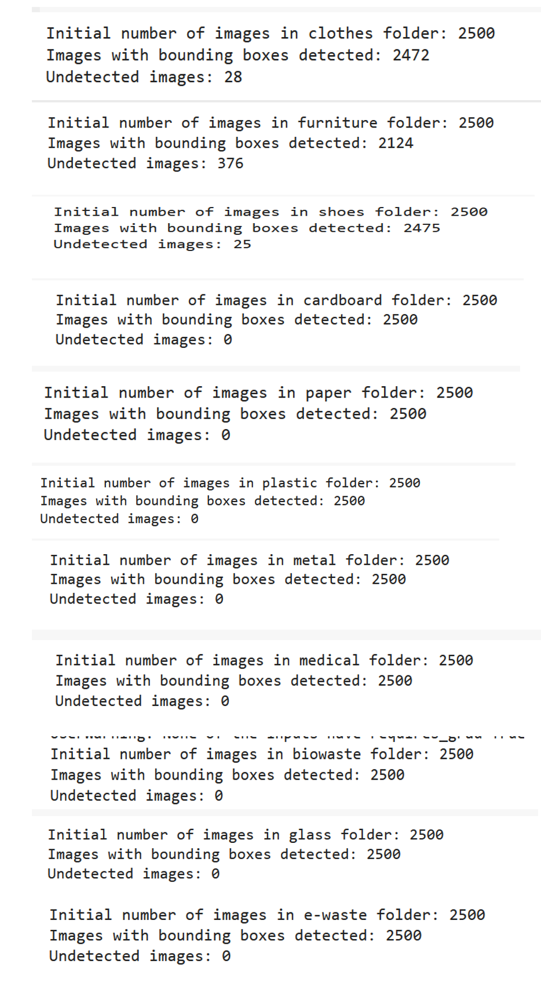 Initial number of images in clothes folder: 2500
Images with bounding boxes detected: 2472
Undetected images: 28
Initial number of images in furniture folder: 2500
Images with bounding boxes detected: 2124
Undetected images: 376
Initial number of images in shoes folder: 2500
Images with bounding boxes detected: 2475
Undetected images: 25
Initial number of images in cardboard folder: 2500
Images with bounding boxes detected: 2500
Undetected images: 0
Initial number of images in paper folder: 2500
Images with bounding boxes detected: 2500
Undetected images: 0
Initial number of images in plastic folder: 2500
Images with bounding boxes detected: 2500
Undetected images: 0
Initial number of images in metal folder: 2500
Images with bounding boxes detected: 2500
Undetected images: 0
Initial number of images in medical folder: 2500
Images with bounding boxes detected: 2500
Undetected images: 0
UserWarning: None of the inputs have requires_grad=True
Initial number of images in biowaste folder: 2500
Images with bounding boxes detected: 2500
Undetected images: 0
Initial number of images in glass folder: 2500
Images with bounding boxes detected: 2500
Undetected images: 0
Initial number of images in e-waste folder: 2500
Images with bounding boxes detected: 2500
Undetected images: 0